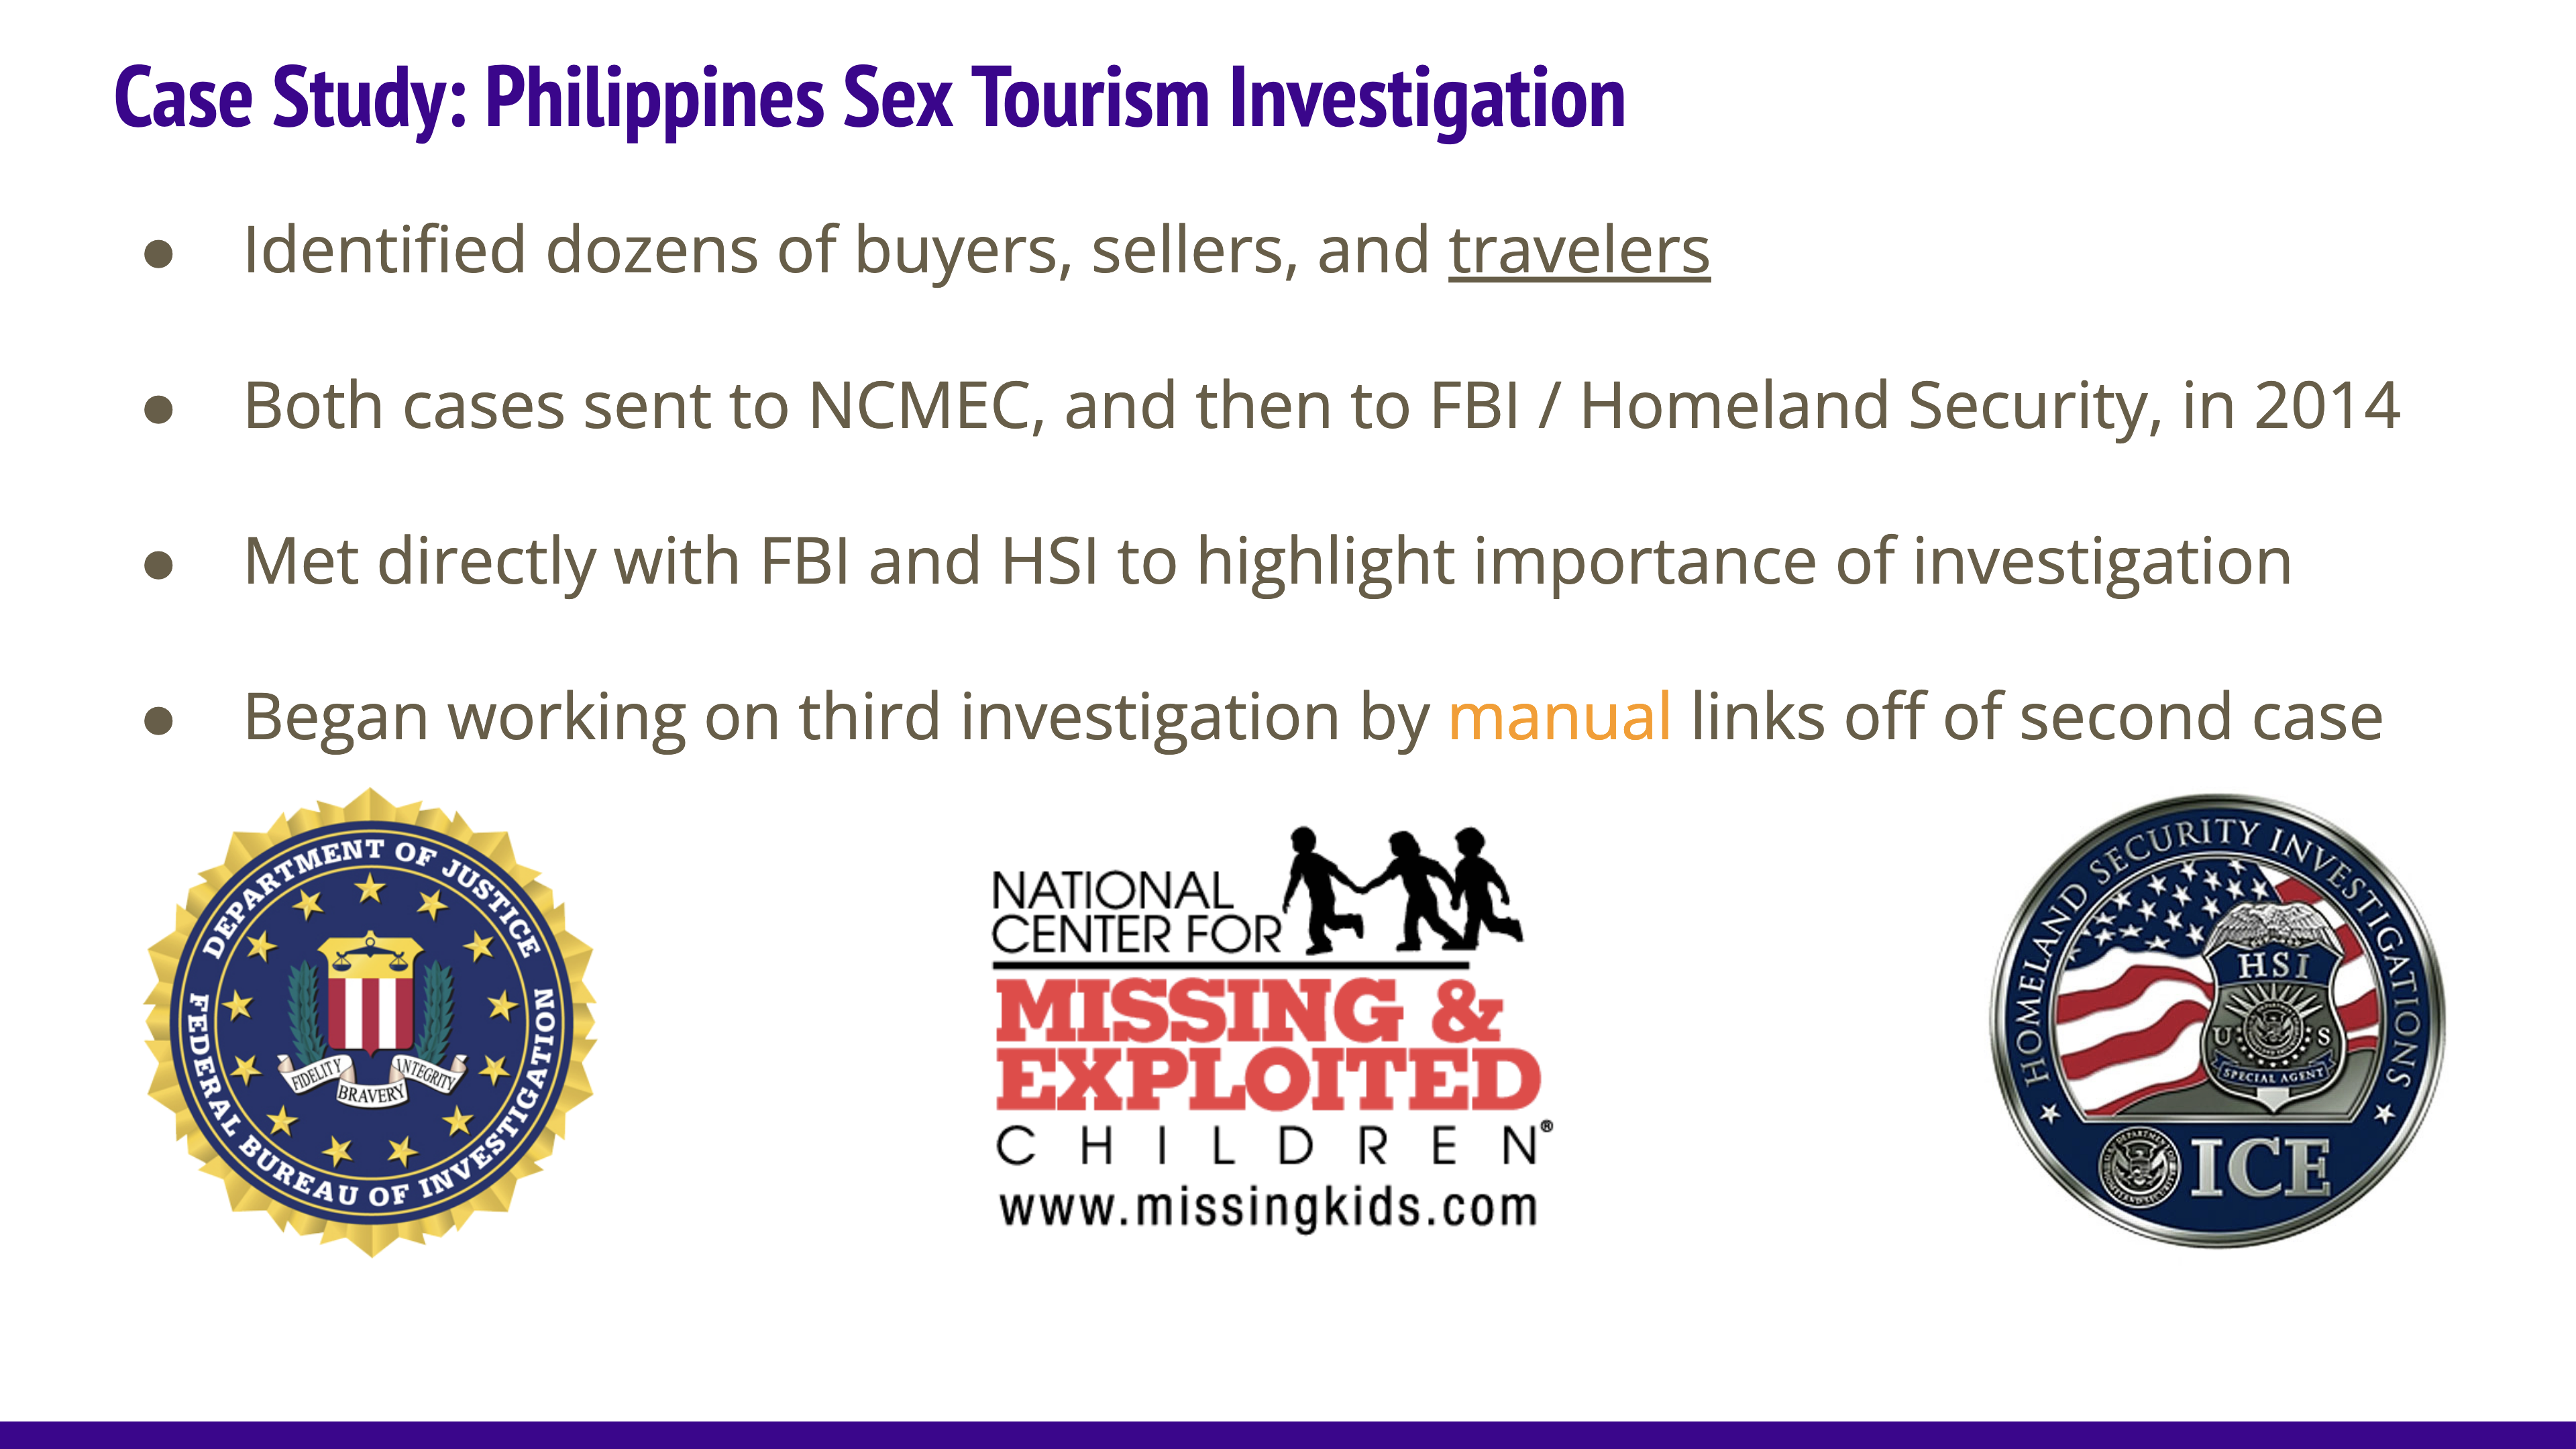 Case Study: Philippines Sex Tourism Investigation
● Identified dozens of buyers, sellers, and travelers
● Both cases sent to NCMEC, and then to FBI / Homeland Security, in 2014
● Met directly with FBI and HSI to highlight importance of investigation
● Began working on third investigation by manual links off of second case
DEPARTMENT OF JUSTICE
FEDERAL BUREAU OF INVESTIGATION
FIDELITY
BRAVERY
INTEGRITY
NATIONAL
CENTER FOR
MISSING &
EXPLOITED
CHILDREN®
www.missingkids.com
HOMELAND SECURITY INVESTIGATIONS
HSI
U S
SPECIAL AGENT
ICE